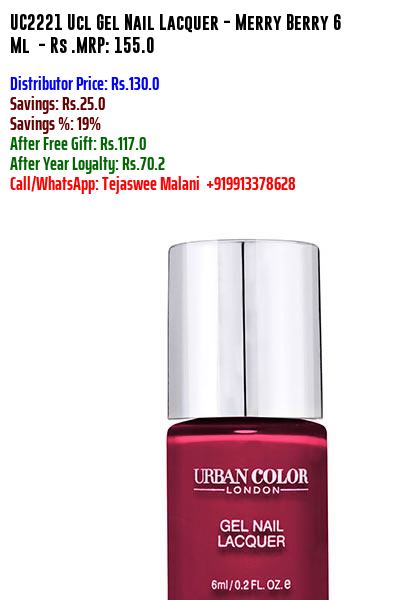 UC2221 Ucl Gel Nail Lacquer - Merry Berry 6
Ml - Rs .MRP: 155.0
Distributor Price: Rs.130.0
Savings: Rs.25.0
Savings %: 19%
After Free Gift: Rs.117.0
After Year Loyalty: Rs.70.2
Call/WhatsApp: Tejaswee Malani +919913378628
URBAN COLOR
LONDON
GEL NAIL
LACQUER
6ml/0.2 FL. OZ.e